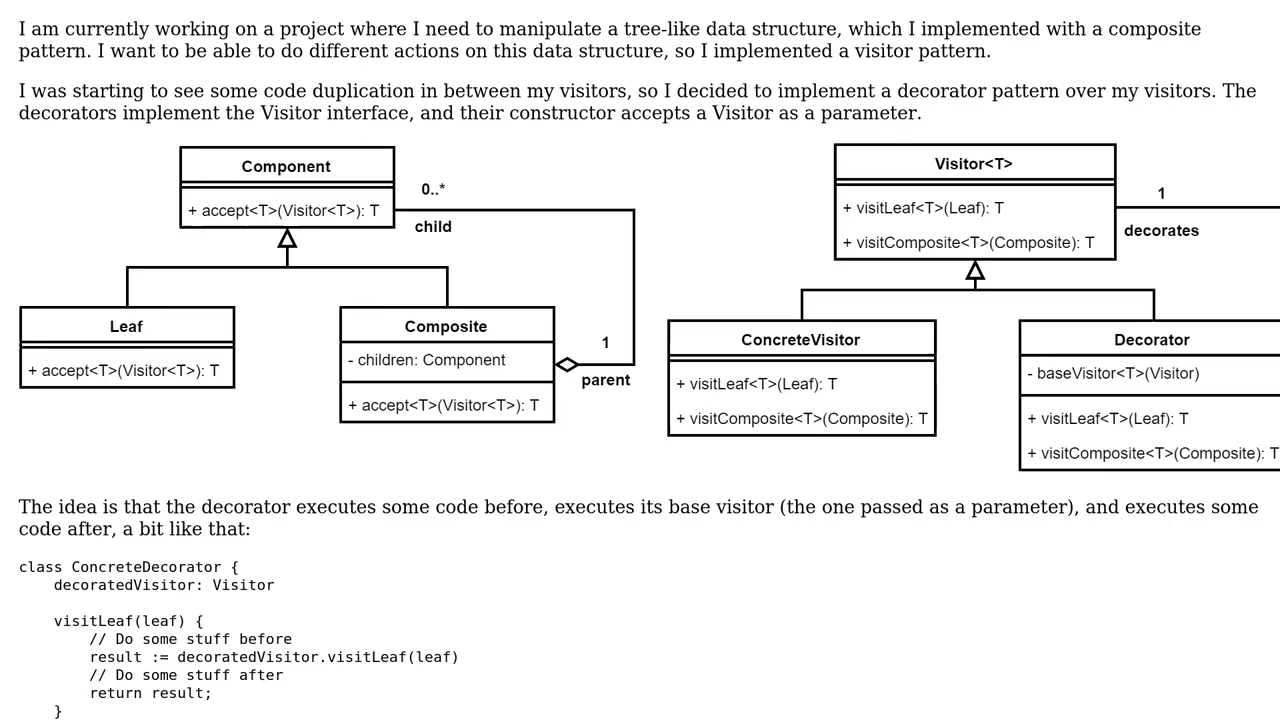 I am currently working on a project where I need to manipulate a tree-like data structure, which I implemented with a composite
pattern. I want to be able to do different actions on this data structure, so I implemented a visitor pattern.
I was starting to see some code duplication in between my visitors, so I decided to implement a decorator pattern over my visitors. The
decorators implement the Visitor interface, and their constructor accepts a Visitor as a parameter.
Component
+ accept<T>(Visitor<T>): T
0..*
child
Leaf
+ accept<T>(Visitor<T>): T
Composite
- children: Component
+ accept<T>(Visitor<T>): T
1
parent
Visitor<T>
+ visitLeaf<T>(Leaf): T
+ visitComposite<T>(Composite): T
1
decorates
ConcreteVisitor
+ visitLeaf<T>(Leaf): T
+ visitComposite<T>(Composite): T
Decorator
- baseVisitor<T>(Visitor)
+ visitLeaf<T>(Leaf): T
+ visitComposite<T>(Composite): T
The idea is that the decorator executes some code before, executes its base visitor (the one passed as a parameter), and executes some
code after, a bit like that:
class ConcreteDecorator {
    decoratedVisitor: Visitor
    visitLeaf(leaf) {
        // Do some stuff before
        result := decoratedVisitor.visitLeaf(leaf)
        // Do some stuff after
        return result;
    }